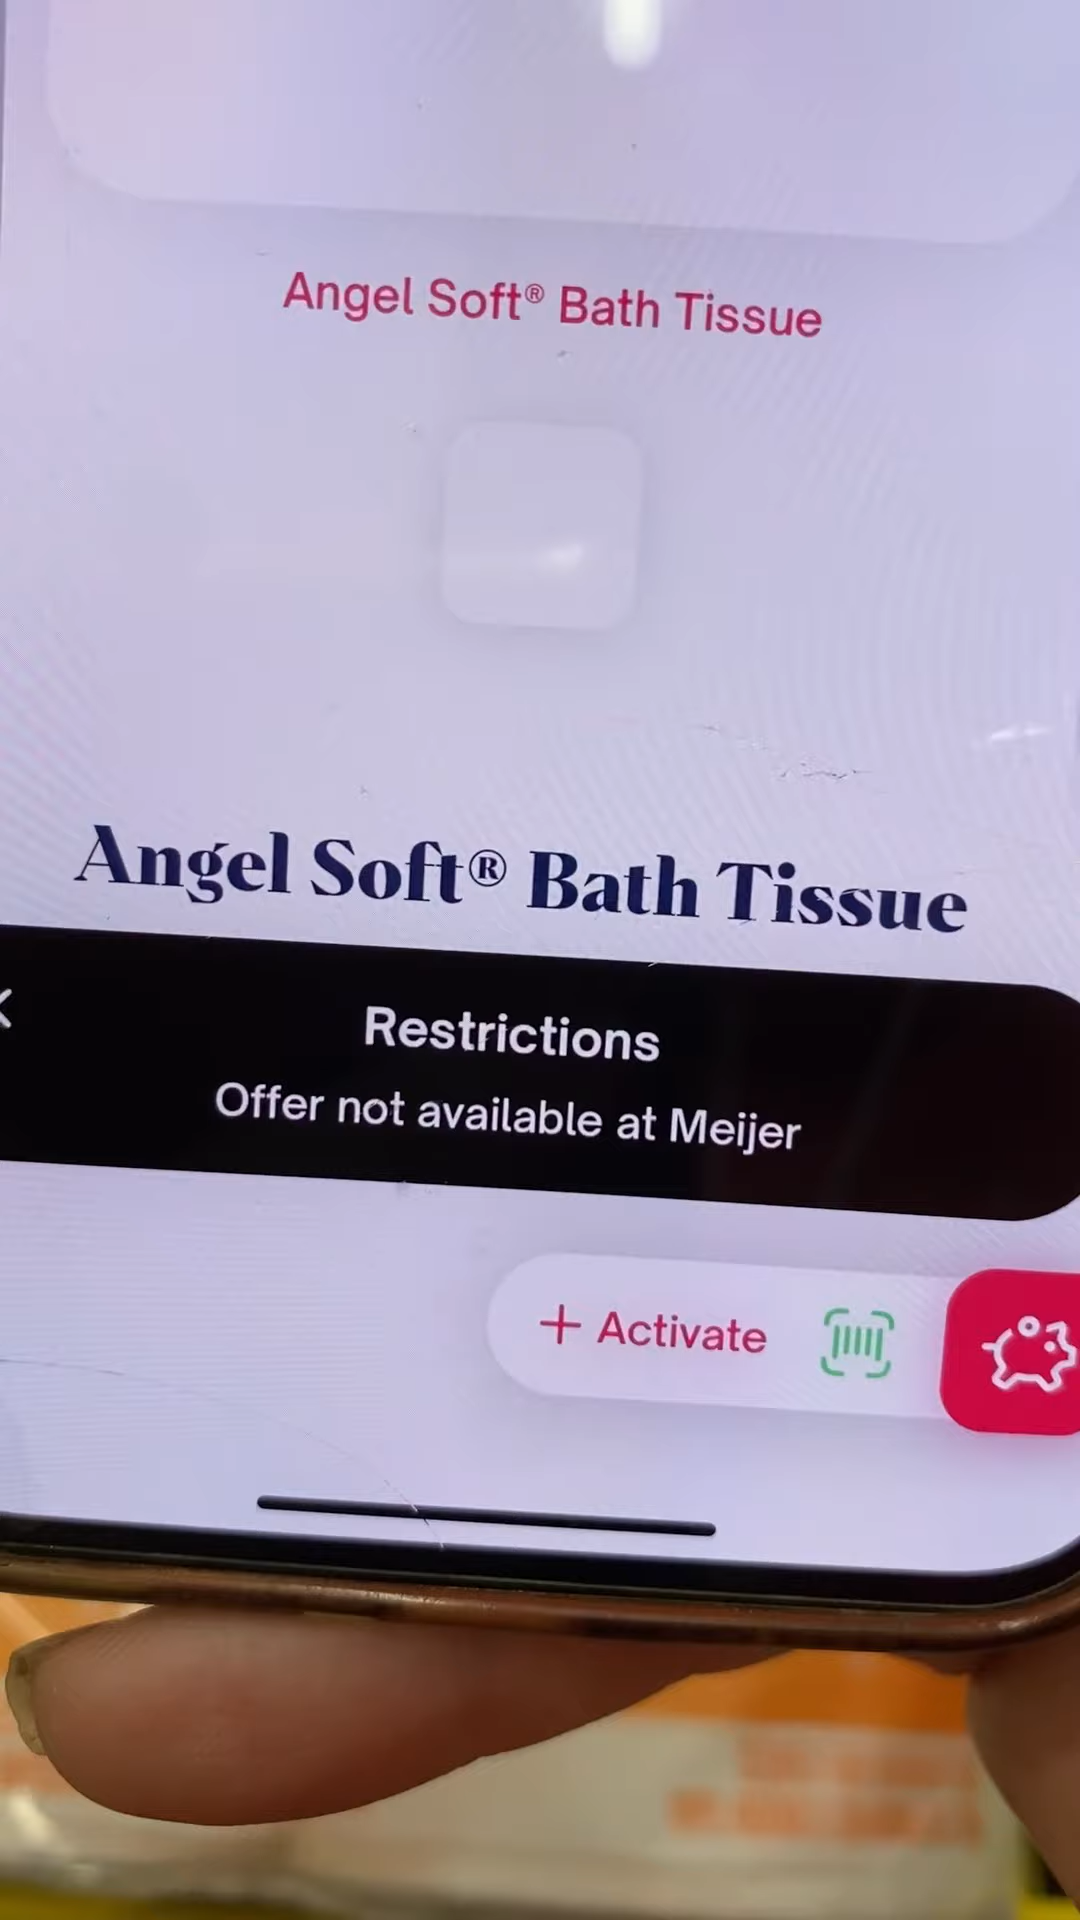 Angel Soft® Bath Tissue
Angel Soft® Bath Tissue
Restrictions
Offer not available at Meijer
+ Activate